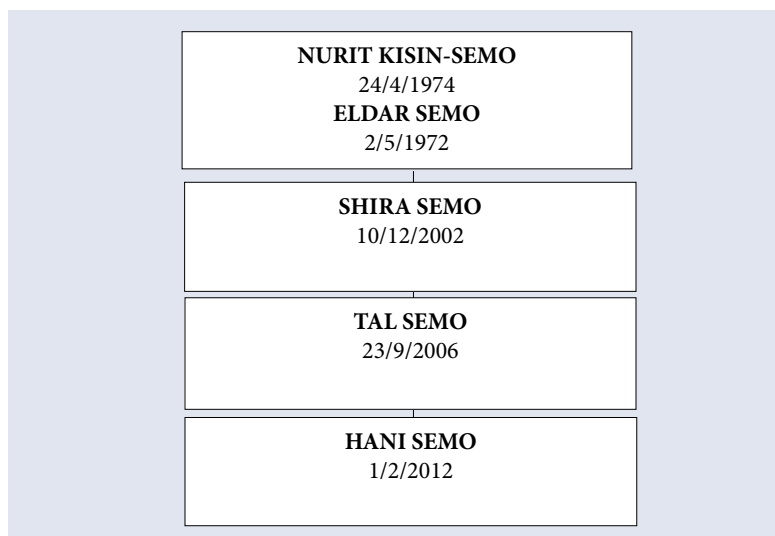 NURIT KISIN-SEMO
24/4/1974
ELDAR SEMO
2/5/1972
SHIRA SEMO
10/12/2002
TAL SEMO
23/9/2006
HANI SEMO
1/2/2012